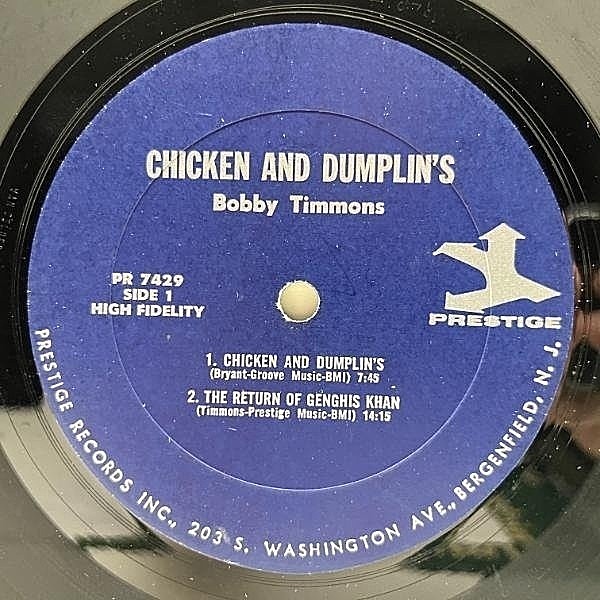 CHICKEN AND DUMPLIN'S
Bobby Timmons
PR 7429
SIDE 1
HIGH FIDELITY
PRESTIGE
1. CHICKEN AND DUMPLIN'S
(Bryant-Groove Music-BMI) 7:45
2. THE RETURN OF GENGHIS KHAN
(Timmons-Prestige Music-BMI) 14:15
PRESTIGE RECORDS INC., 203 S. WASHINGTON AVE., BERGENFIELD, N. J.